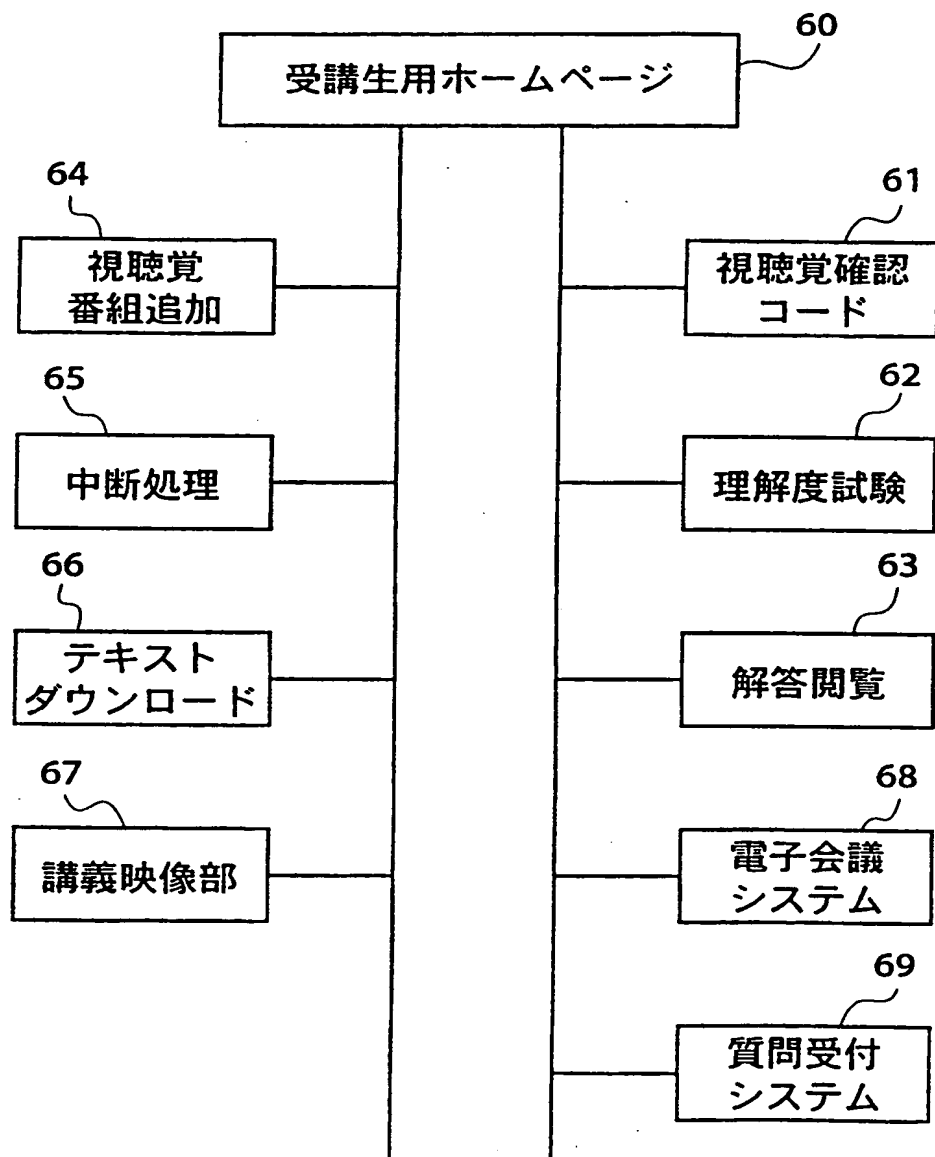 60
受講生用ホームページ
64
視聴覚
番組追加
61
視聴覚確認
コード
65
中断処理
62
理解度試験
66
テキスト
ダウンロード
63
解答閲覧
67
講義映像部
68
電子会議
システム
69
質問受付
システム